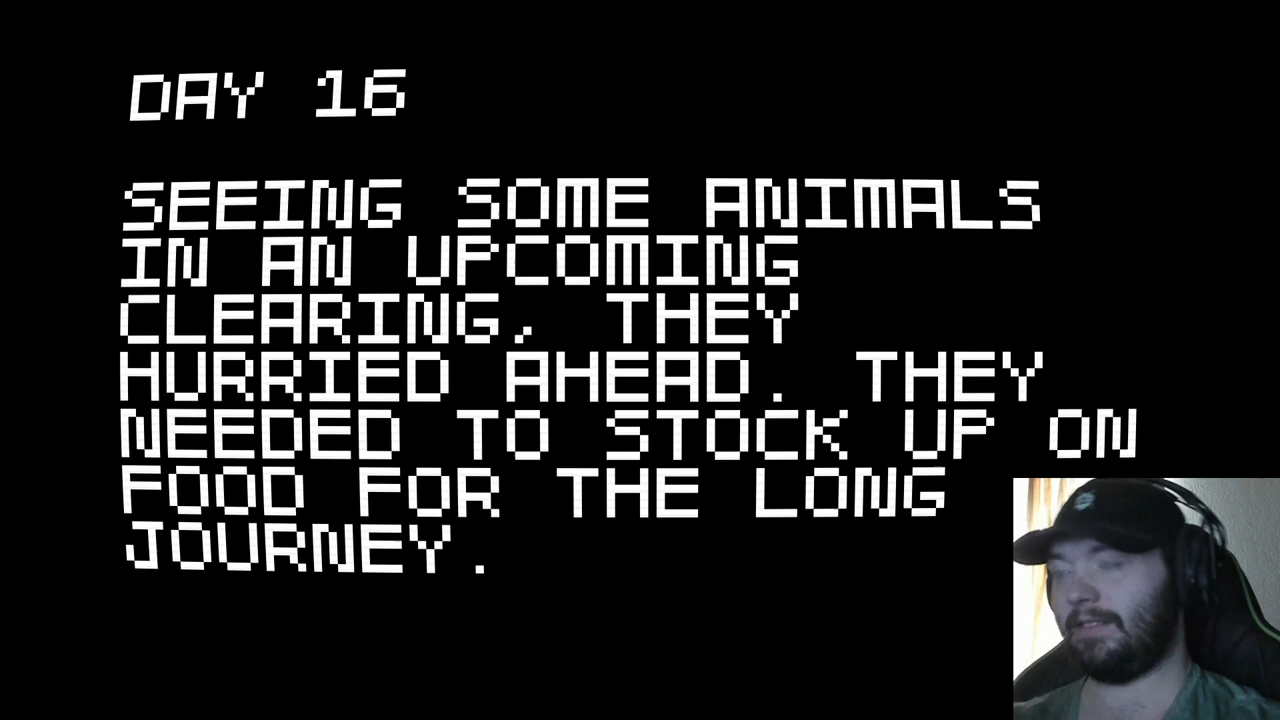 DAY 16
SEEING SOME ANIMALS
IN AN UPCOMING
CLEARING, THEY
HURRIED AHEAD. THEY
NEEDED TO STOCK UP ON
FOOD FOR THE LONG
JOURNEY.